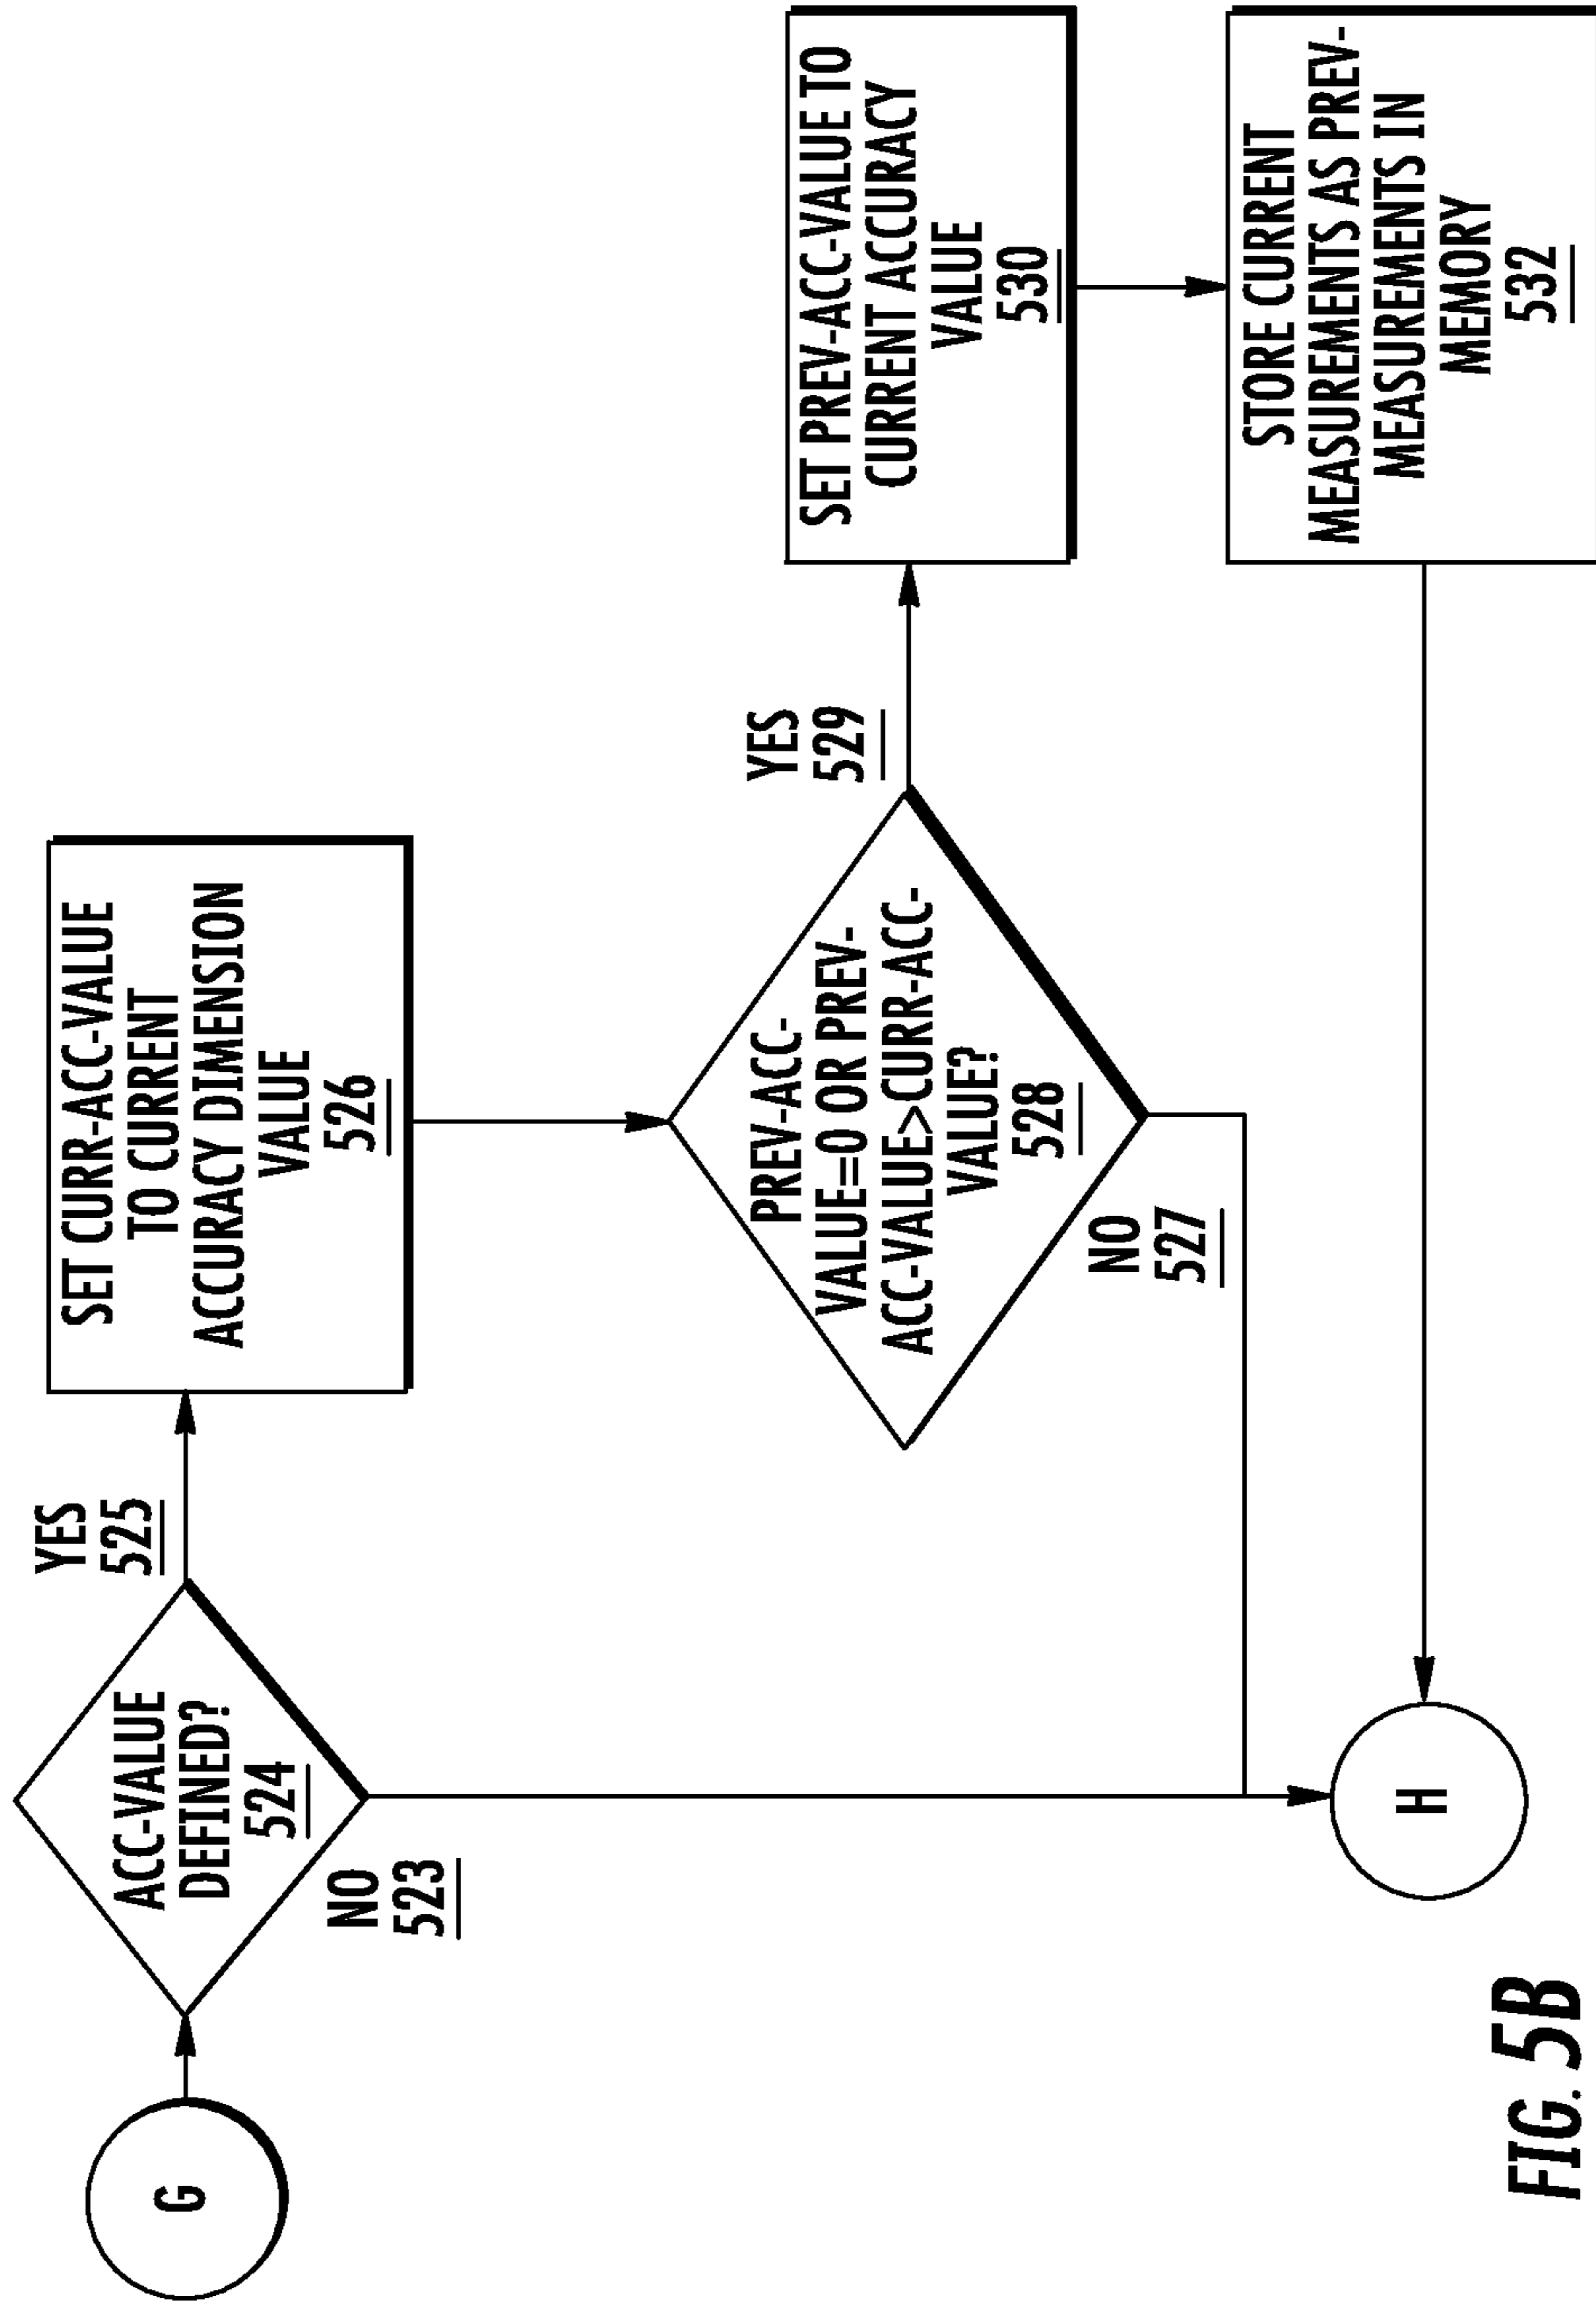 G
ACC-VALUE
DEFINED?
524
YES
525
NO
523
SET CURR-ACC-VALUE
TO CURRENT
ACCURACY DIMENSION
VALUE
526
PREV-ACC-
VALUE=0 OR PREV-
ACC-VALUE>CURR-ACC-
VALUE?
528
YES
529
NO
527
SET PREV-ACC-VALUE TO
CURRENT ACCURACY
VALUE
530
STORE CURRENT
MEASUREMENTS AS PREV-
MEASUREMENTS IN
MEMORY
532
H
FIG. 5B